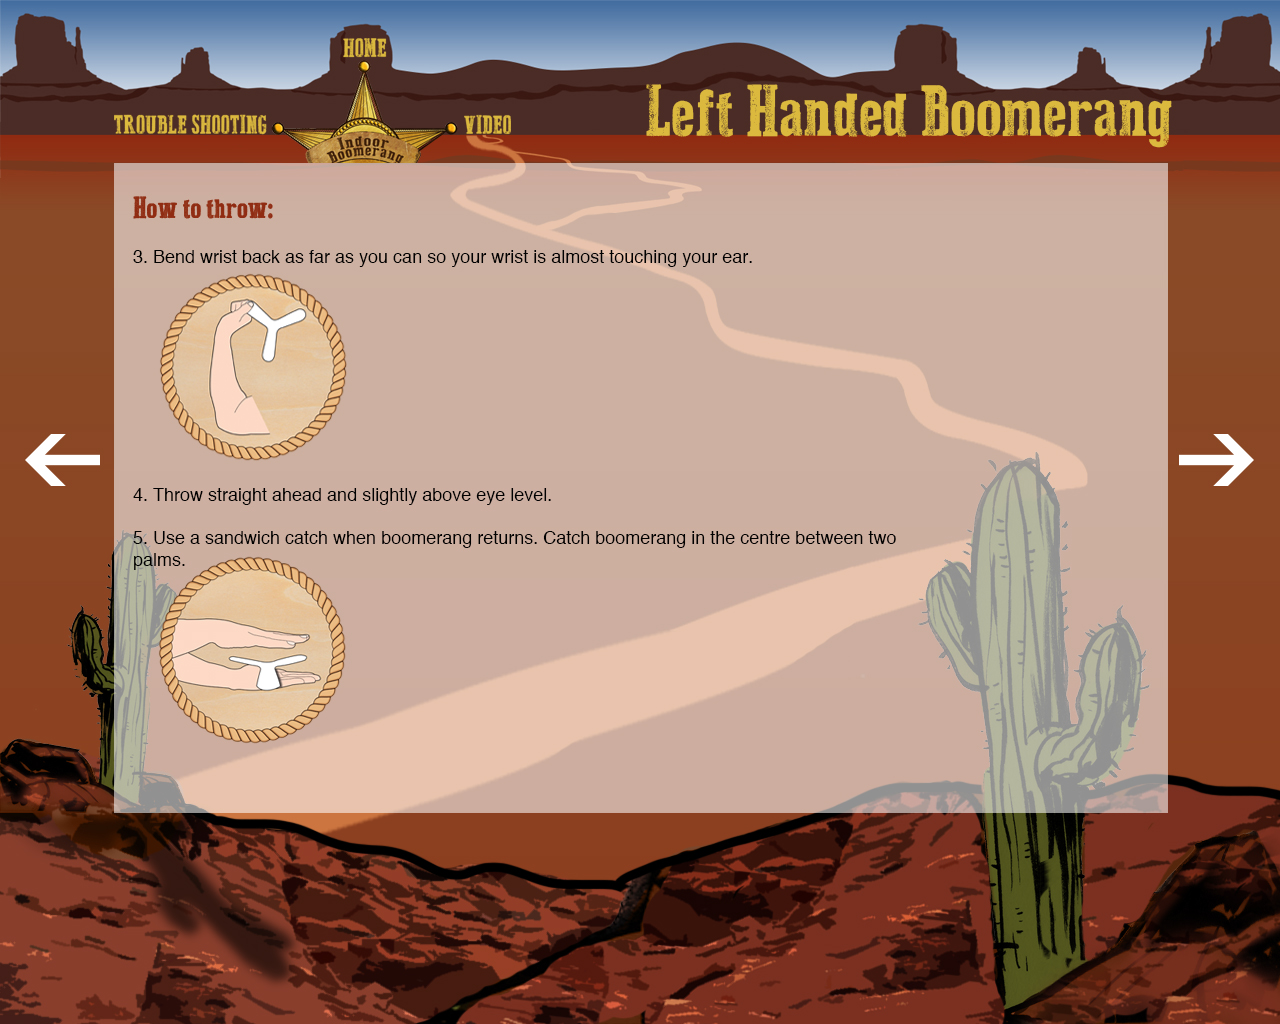 HOME
TROUBLE SHOOTING
VIDEO
Indoor
Boomerang
Left Handed Boomerang
How to throw:
3. Bend wrist back as far as you can so your wrist is almost touching your ear.
4. Throw straight ahead and slightly above eye level.
5. Use a sandwich catch when boomerang returns. Catch boomerang in the centre between two
palms.